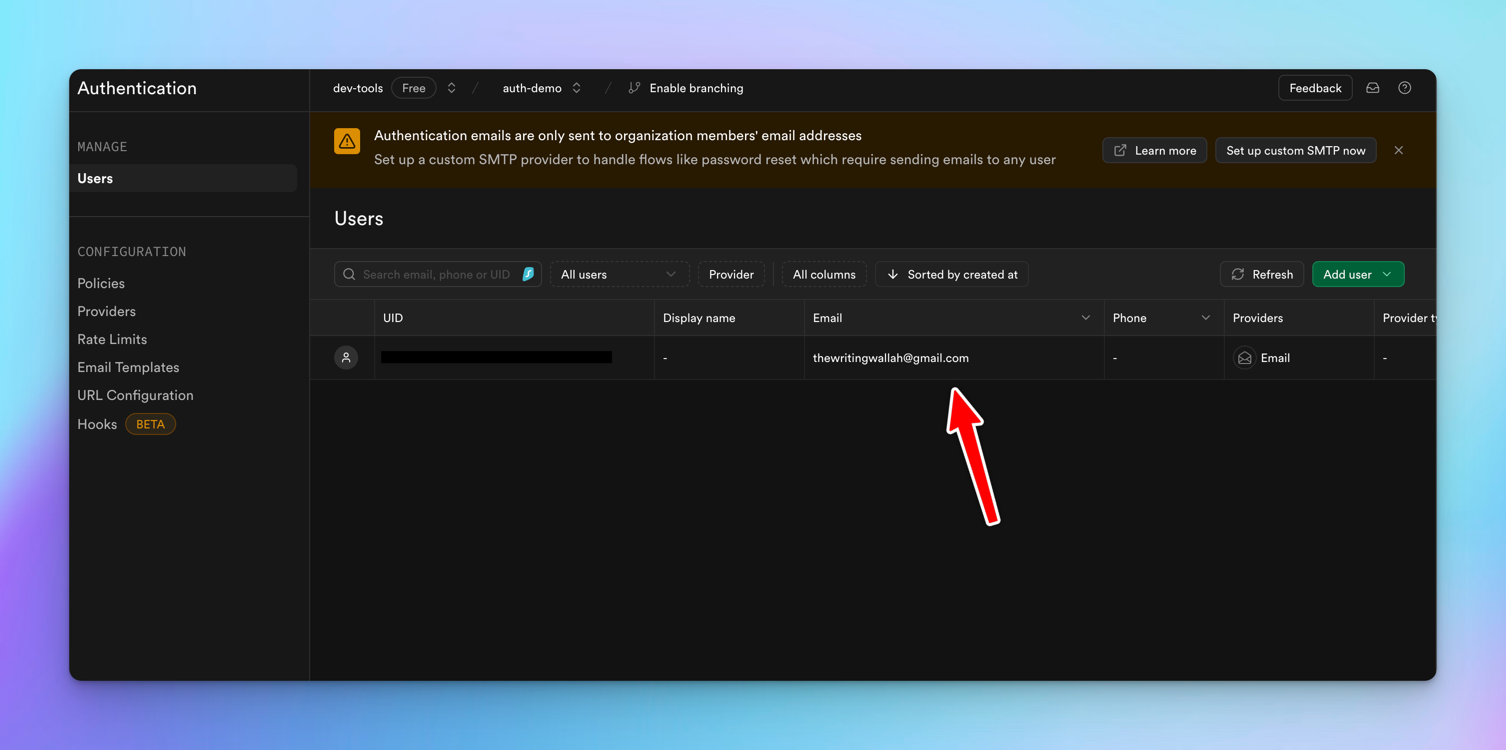 Authentication
dev-tools Free / auth-demo / Enable branching
Feedback
MANAGE
Users
CONFIGURATION
Policies
Providers
Rate Limits
Email Templates
URL Configuration
Hooks BETA
Authentication emails are only sent to organization members' email addresses
Set up a custom SMTP provider to handle flows like password reset which require sending emails to any user
Learn more
Set up custom SMTP now
Users
Search email, phone or UID
All users
Provider
All columns
Sorted by created at
Refresh
Add user
UID Display name Email Phone Providers Provider ty
- thewritingwallah@gmail.com - Email -